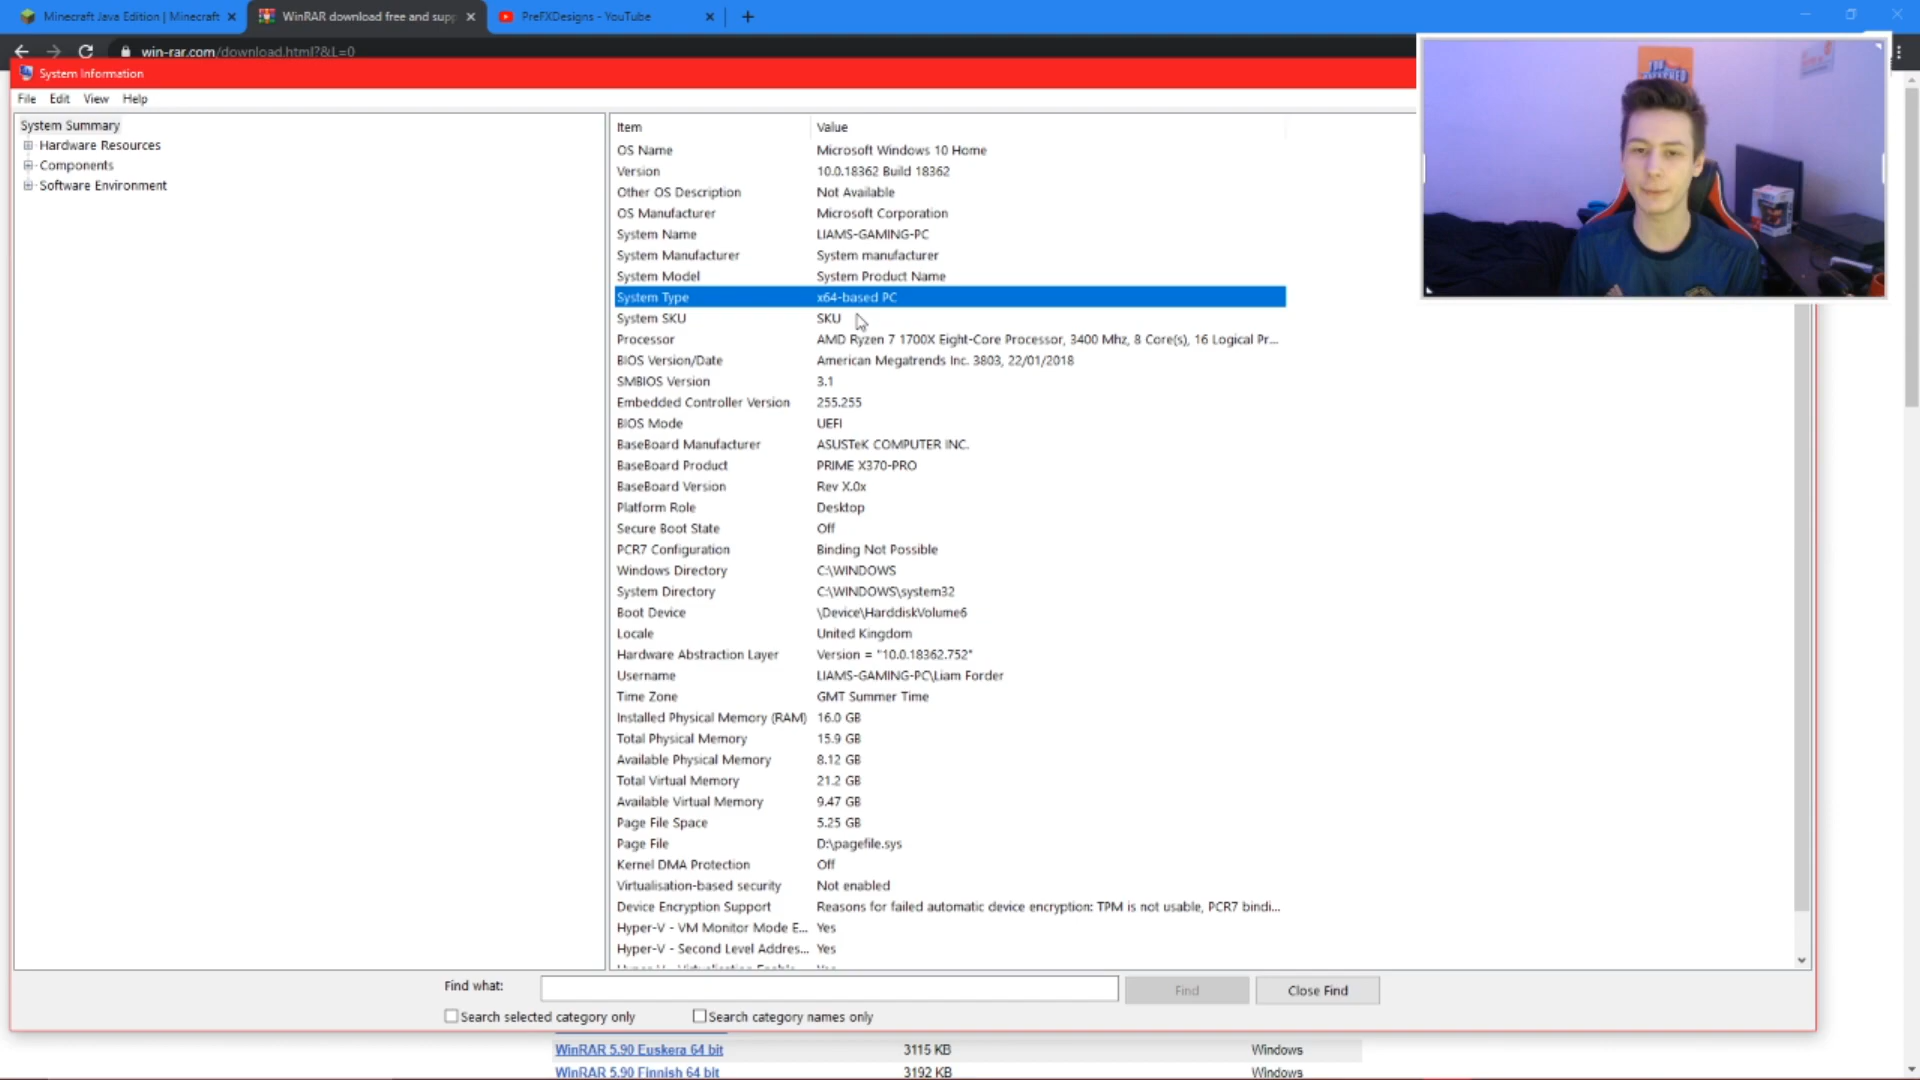 Minecraft Java Edition | Minecraft
WinRAR download free and supp
PreFXDesigns - YouTube
win-rar.com/download.html?&L=0
System Information
File Edit View Help
System Summary
Hardware Resources
Components
Software Environment
Item Value
OS Name Microsoft Windows 10 Home
Version 10.0.18362 Build 18362
Other OS Description Not Available
OS Manufacturer Microsoft Corporation
System Name LIAMS-GAMING-PC
System Manufacturer System manufacturer
System Model System Product Name
System Type x64-based PC
System SKU SKU
Processor AMD Ryzen 7 1700X Eight-Core Processor, 3400 Mhz, 8 Core(s), 16 Logical Pr...
BIOS Version/Date American Megatrends Inc. 3803, 22/01/2018
SMBIOS Version 3.1
Embedded Controller Version 255.255
BIOS Mode UEFI
BaseBoard Manufacturer ASUSTeK COMPUTER INC.
BaseBoard Product PRIME X370-PRO
BaseBoard Version Rev X.0x
Platform Role Desktop
Secure Boot State Off
PCR7 Configuration Binding Not Possible
Windows Directory C:\WINDOWS
System Directory C:\WINDOWS\system32
Boot Device \Device\HarddiskVolume6
Locale United Kingdom
Hardware Abstraction Layer Version = "10.0.18362.752"
Username LIAMS-GAMING-PC\Liam Forder
Time Zone GMT Summer Time
Installed Physical Memory (RAM) 16.0 GB
Total Physical Memory 15.9 GB
Available Physical Memory 8.12 GB
Total Virtual Memory 21.2 GB
Available Virtual Memory 9.47 GB
Page File Space 5.25 GB
Page File D:\pagefile.sys
Kernel DMA Protection Off
Virtualisation-based security Not enabled
Device Encryption Support Reasons for failed automatic device encryption: TPM is not usable, PCR7 bindi...
Hyper-V - VM Monitor Mode E... Yes
Hyper-V - Second Level Addres... Yes
Find what: Find Close Find
Search selected category only Search category names only
WinRAR 5.90 Euskera 64 bit 3115 KB Windows
WinRAR 5.90 Finnish 64 bit 3192 KB Windows